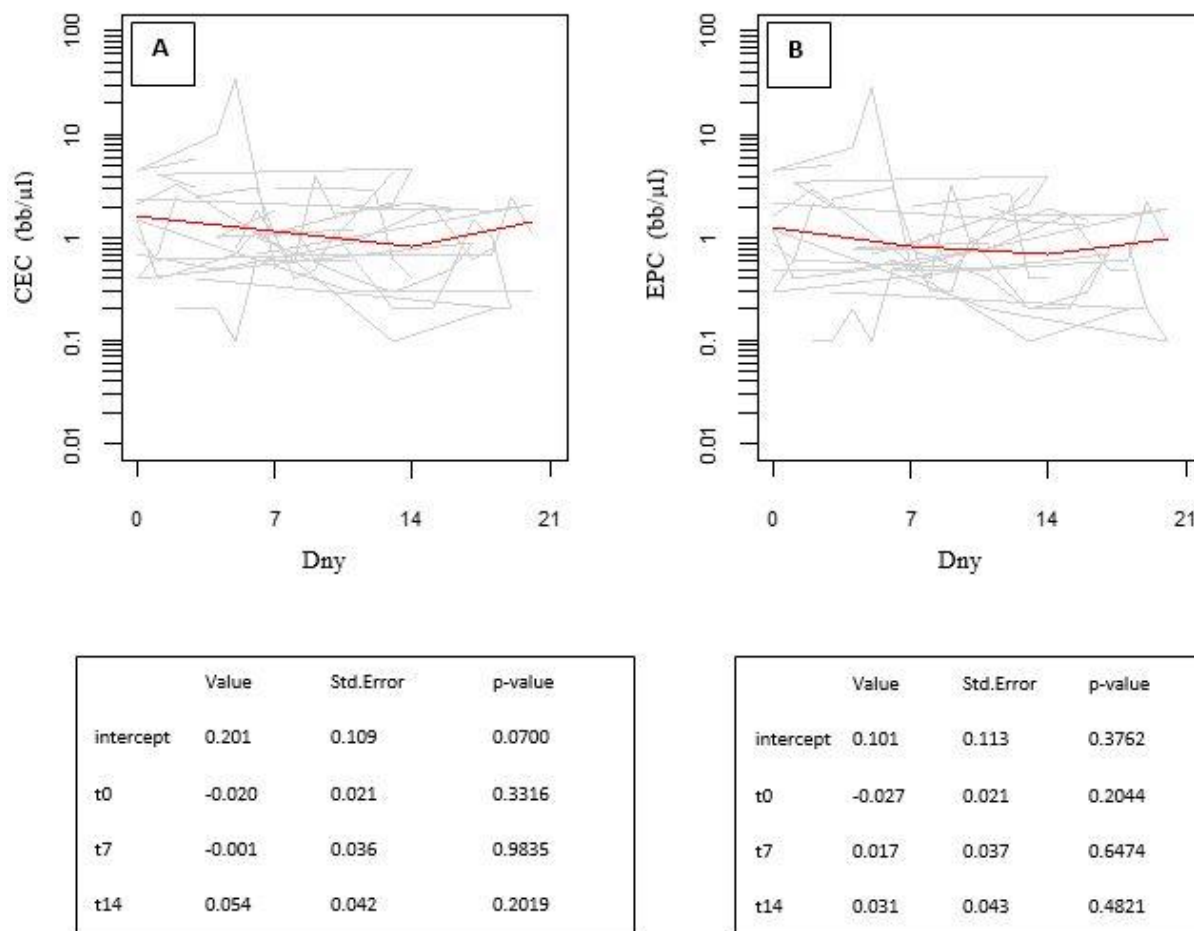 A
100
10
1
0.1
0.01
CEC (bb/µl)
0 7 14 21
Dny
B
100
10
1
0.1
0.01
EPC (bb/µl)
0 7 14 21
Dny
Value Std.Error p-value
intercept 0.201 0.109 0.0700
t0 -0.020 0.021 0.3316
t7 -0.001 0.036 0.9835
t14 0.054 0.042 0.2019
Value Std.Error p-value
intercept 0.101 0.113 0.3762
t0 -0.027 0.021 0.2044
t7 0.017 0.037 0.6474
t14 0.031 0.043 0.4821